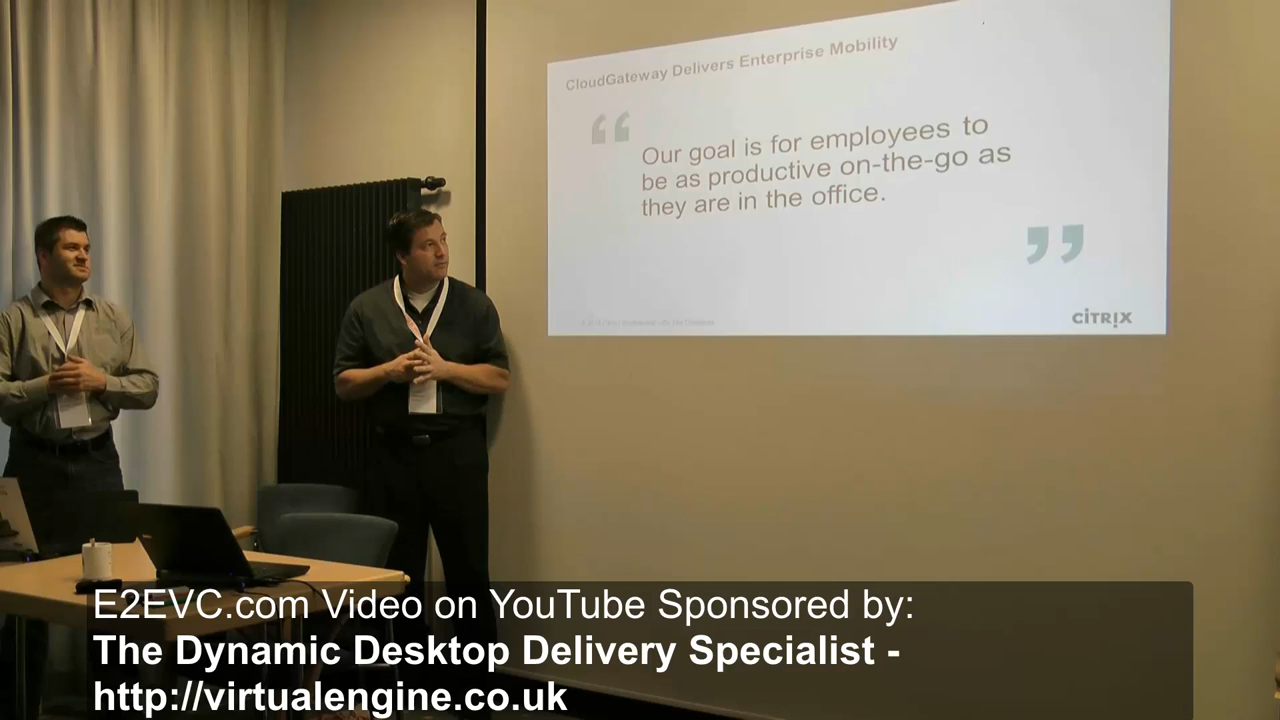 CloudGateway Delivers Enterprise Mobility
Our goal is for employees to
be as productive on-the-go as
they are in the office.
CITRIX
E2EVC.com Video on YouTube Sponsored by:
The Dynamic Desktop Delivery Specialist -
http://virtualengine.co.uk